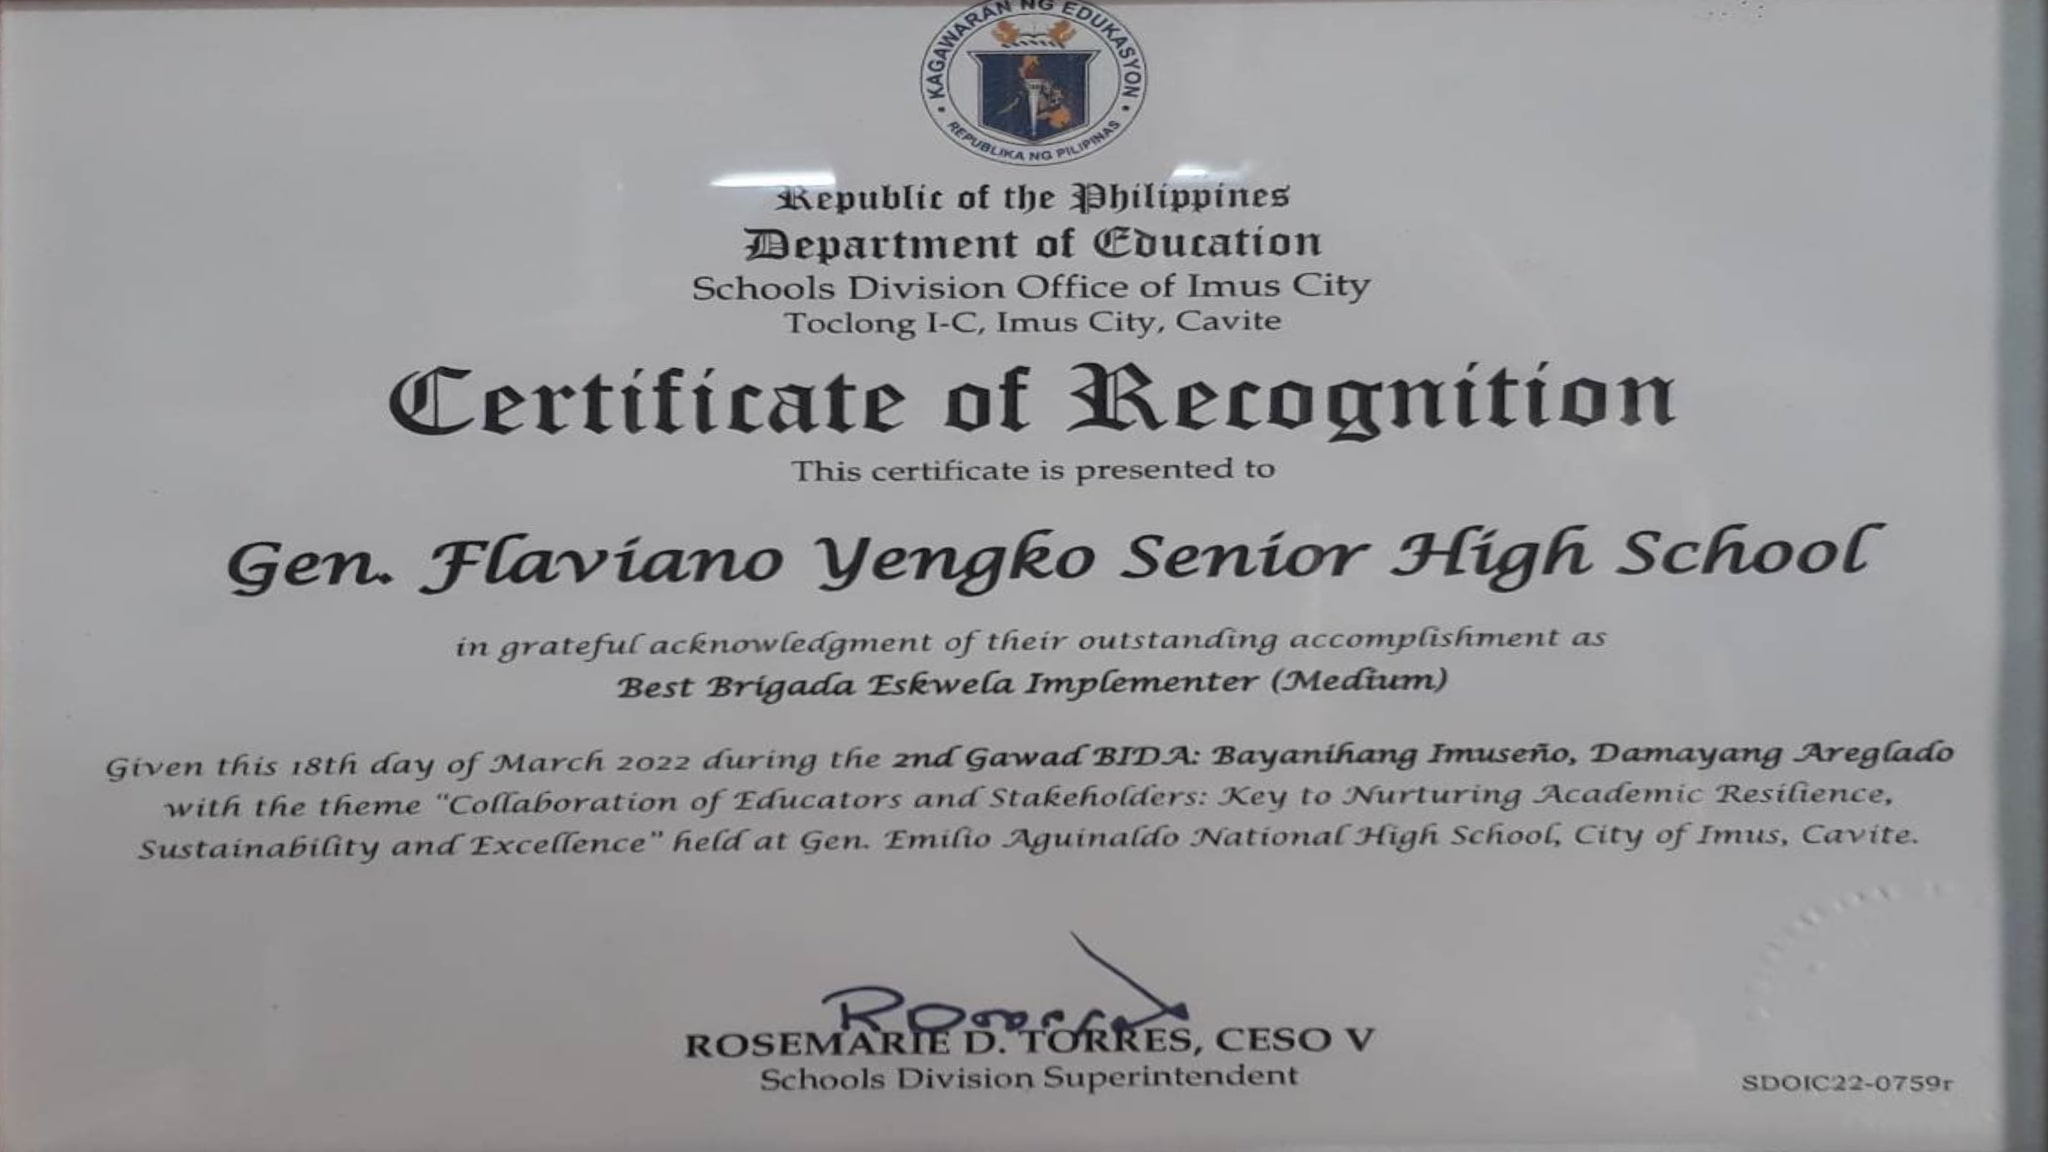 KAGAWARAN NG EDUKASYON
REPUBLIKA NG PILIPINAS
Republic of the Philippines
Department of Education
Schools Division Office of Imus City
Toclong I-C, Imus City, Cavite
Certificate of Recognition
This certificate is presented to
Gen. Flaviano Yengko Senior High School
in grateful acknowledgment of their outstanding accomplishment as
Best Brigada Eskwela Implementer (Medium)
Given this 18th day of March 2022 during the 2nd Gawad BIDA: Bayanihang Imuseño, Damayang Areglado
with the theme "Collaboration of Educators and Stakeholders: Key to Nurturing Academic Resilience,
Sustainability and Excellence" held at Gen. Emilio Aguinaldo National High School, City of Imus, Cavite.
ROSEMARIE D. TORRES, CESO V
Schools Division Superintendent
SDOIC22-0759r